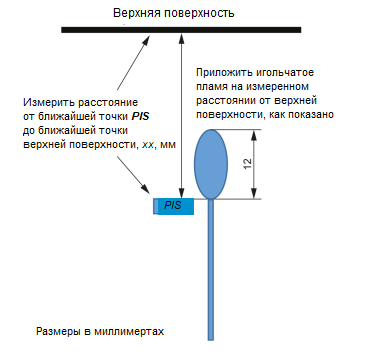 Верхняя поверхность
Измерить расстояние
от ближайшей точки PIS
до ближайшей точки
верхней поверхности, xx, мм
Приложить игольчатое
пламя на измеренном
расстоянии от верхней
поверхности, как показано
12
PIS
Размеры в миллимертах